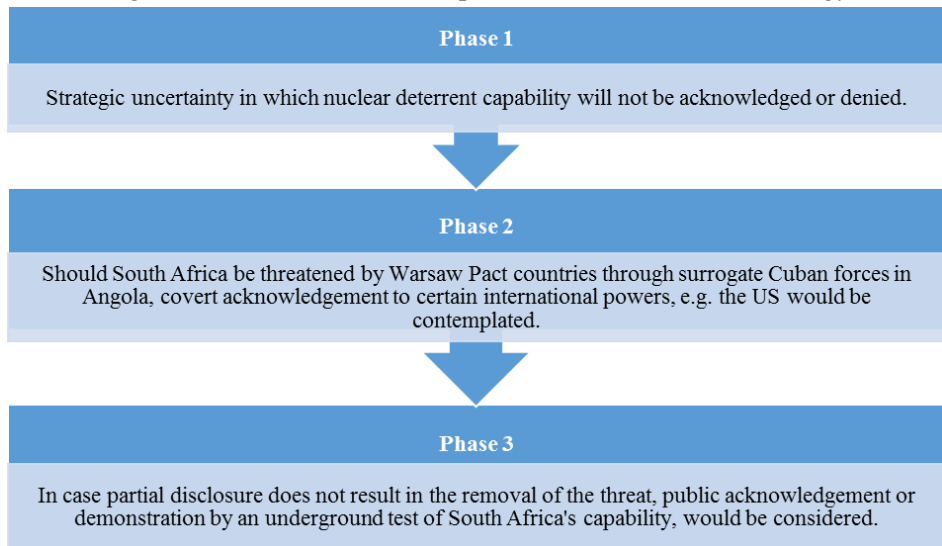 Phase 1
Strategic uncertainty in which nuclear deterrent capability will not be acknowledged or denied.
Phase 2
Should South Africa be threatened by Warsaw Pact countries through surrogate Cuban forces in
Angola, covert acknowledgement to certain international powers, e.g. the US would be
contemplated.
Phase 3
In case partial disclosure does not result in the removal of the threat, public acknowledgement or
demonstration by an underground test of South Africa's capability, would be considered.